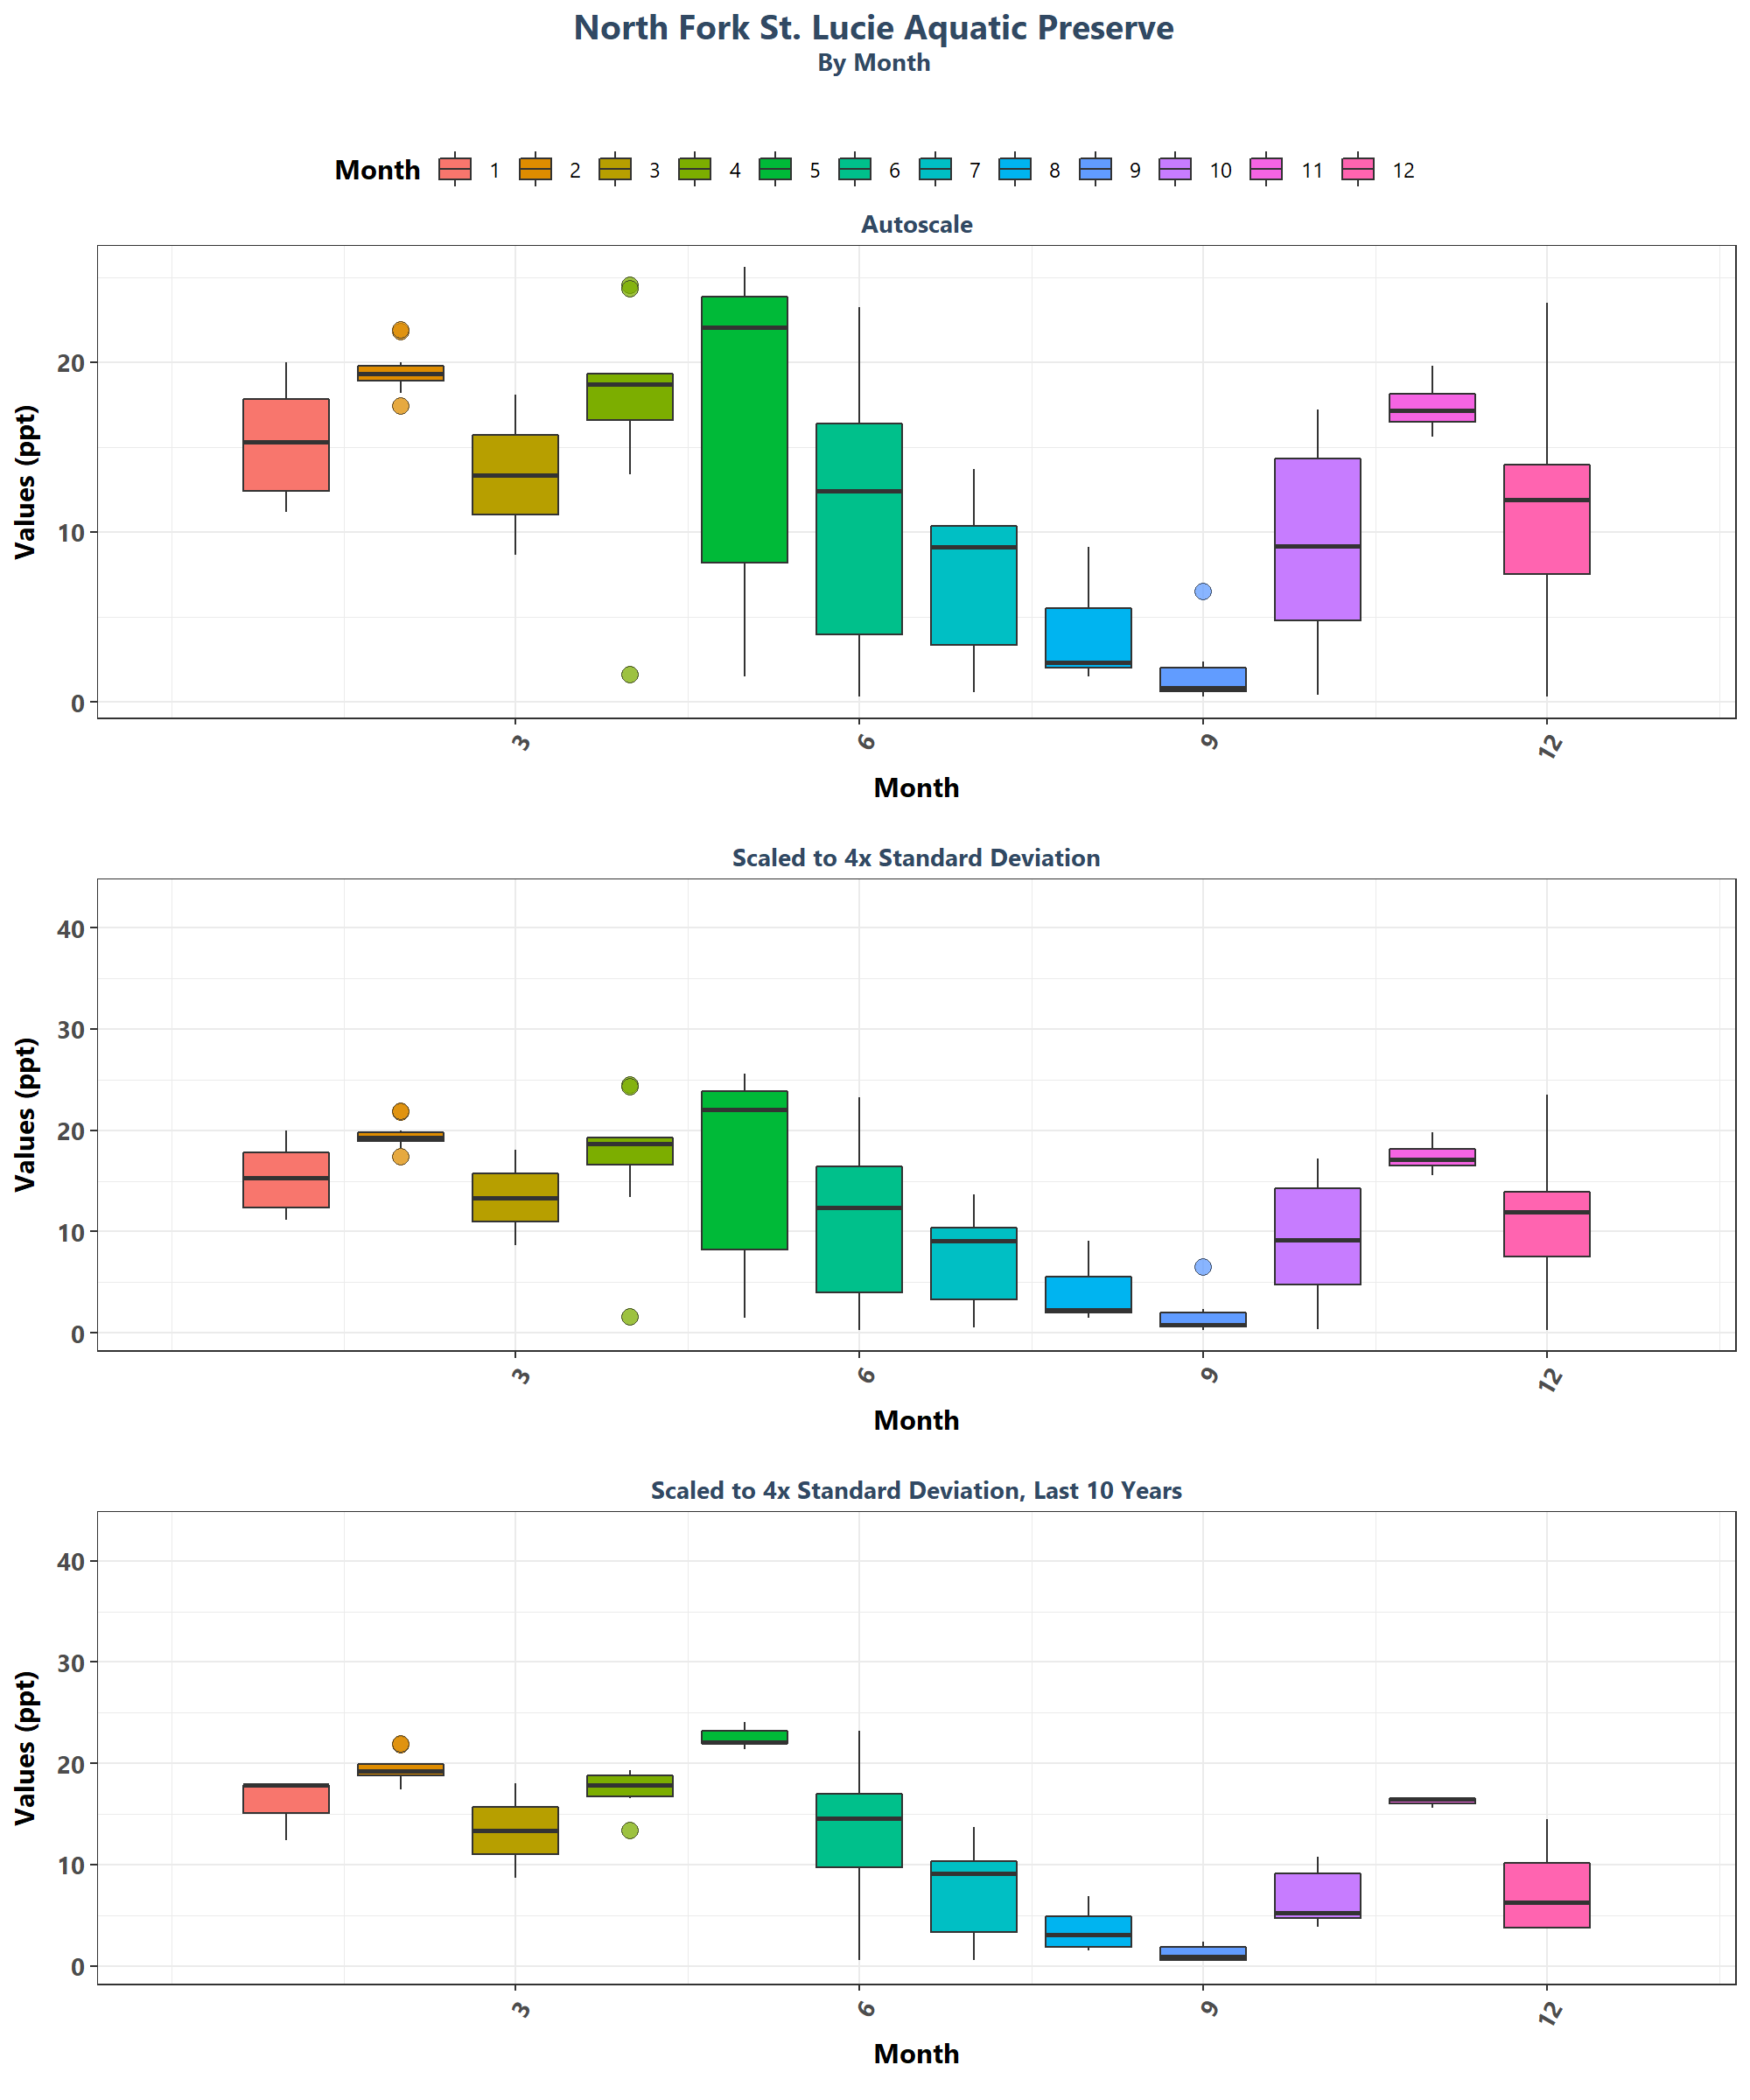 North Fork St. Lucie Aquatic Preserve
By Month
Month 1 2 3 4 5 6 7 8 9 10 11 12
Autoscale
Values (ppt)
20
10
0
3 6 9 12
Month
Scaled to 4x Standard Deviation
Values (ppt)
40
30
20
10
0
3 6 9 12
Month
Scaled to 4x Standard Deviation, Last 10 Years
Values (ppt)
40
30
20
10
0
3 6 9 12
Month